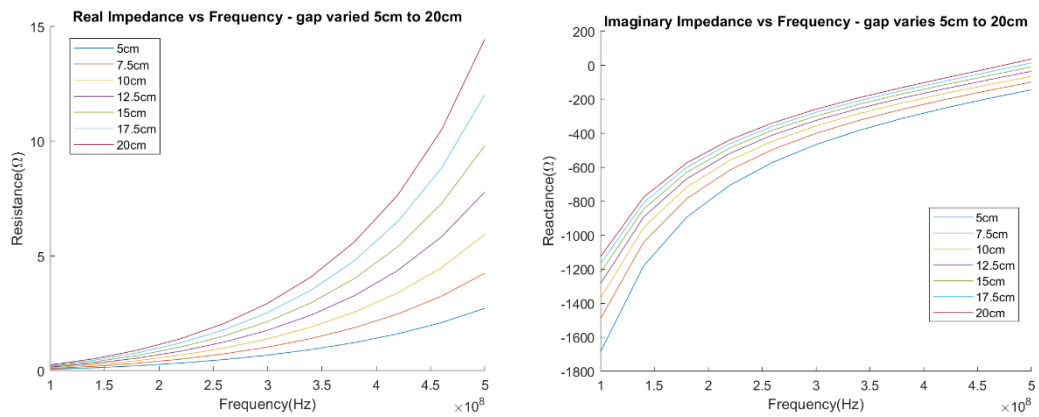 Real Impedance vs Frequency - gap varied 5cm to 20cm
15
10
5
0
Resistance(Ω)
5cm
7.5cm
10cm
12.5cm
15cm
17.5cm
20cm
1 1.5 2 2.5 3 3.5 4 4.5 5
Frequency(Hz)
×10⁸
Imaginary Impedance vs Frequency - gap varies 5cm to 20cm
200
0
-200
-400
-600
-800
-1000
-1200
-1400
-1600
-1800
Reactance(Ω)
5cm
7.5cm
10cm
12.5cm
15cm
17.5cm
20cm
1 1.5 2 2.5 3 3.5 4 4.5 5
Frequency(Hz)
×10⁸